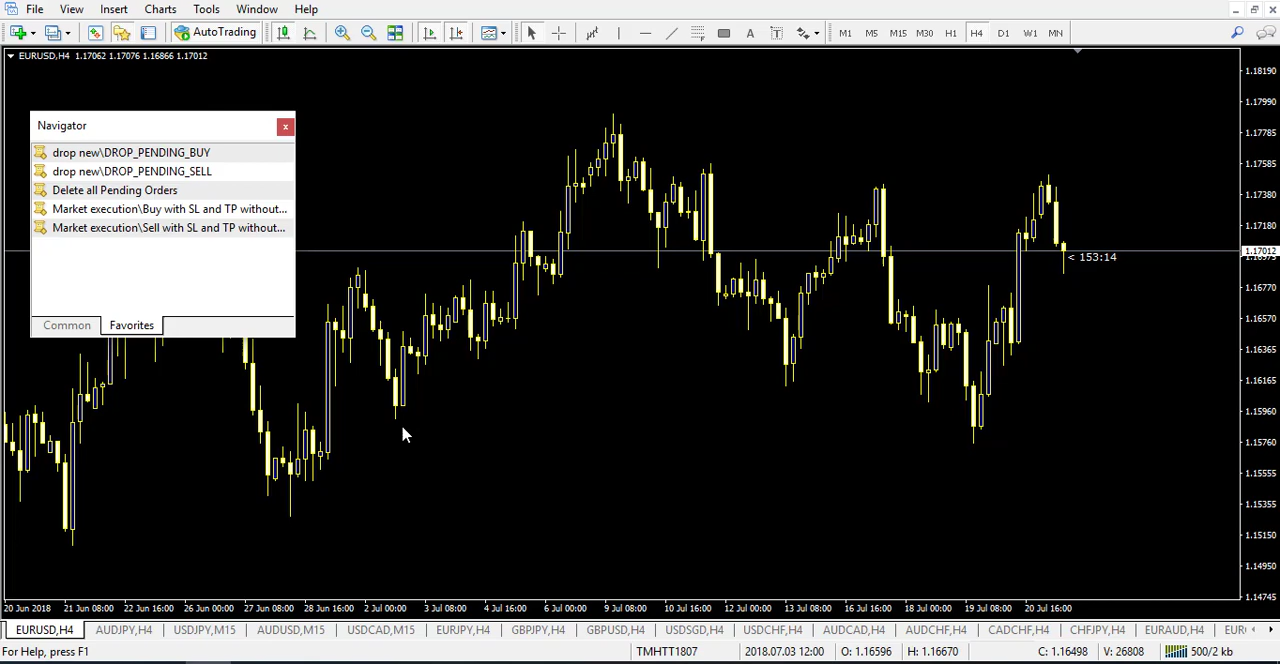 File View Insert Charts Tools Window Help
AutoTrading M1 M5 M15 M30 H1 H4 D1 W1 MN
EURUSD,H4 1.17062 1.17076 1.16866 1.17012
Navigator
drop new\DROP_PENDING_BUY
drop new\DROP_PENDING_SELL
Delete all Pending Orders
Market execution\Buy with SL and TP without...
Market execution\Sell with SL and TP without...
Common Favorites
< 153:14
1.18190
1.17990
1.17785
1.17585
1.17380
1.17180
1.17012
1.16770
1.16570
1.16365
1.16165
1.15960
1.15760
1.15555
1.15355
1.15150
1.14950
1.14745
20 Jun 2018 21 Jun 08:00 22 Jun 16:00 26 Jun 00:00 27 Jun 08:00 28 Jun 16:00 2 Jul 00:00 3 Jul 08:00 4 Jul 16:00 6 Jul 00:00 9 Jul 08:00 10 Jul 16:00 12 Jul 00:00 13 Jul 08:00 16 Jul 16:00 18 Jul 00:00 19 Jul 08:00 20 Jul 16:00
EURUSD,H4 AUDJPY,H4 USDJPY,M15 AUDUSD,M15 USDCAD,M15 EURJPY,H4 GBPJPY,H4 GBPUSD,H4 USDSGD,H4 USDCHF,H4 AUDCAD,H4 AUDCHF,H4 CADCHF,H4 CHFJPY,H4 EURAUD,H4
For Help, press F1 TMHTT1807 2018.07.03 12:00 O: 1.16596 H: 1.16670 C: 1.16498 V: 26808 500/2 kb